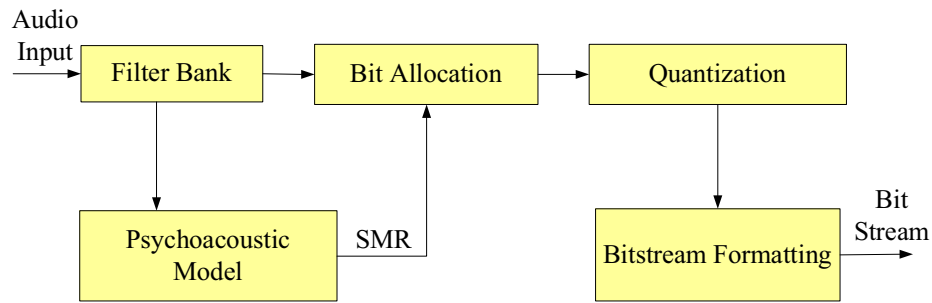 Audio
Input
Filter Bank
Bit Allocation
Quantization
Psychoacoustic
Model
SMR
Bitstream Formatting
Bit
Stream